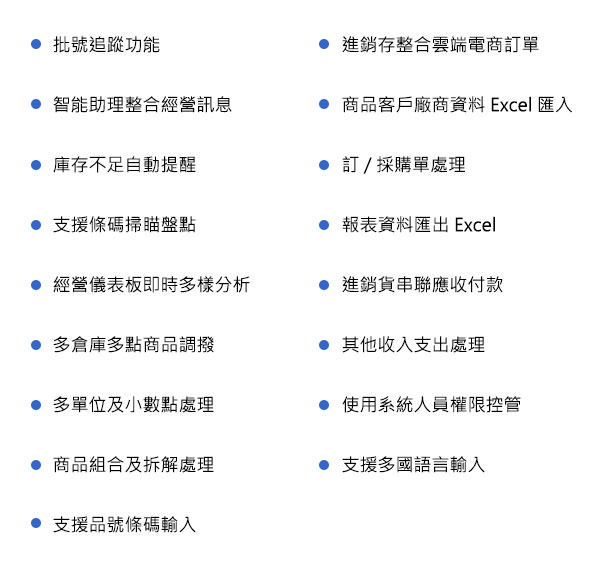 批號追蹤功能
智能助理整合經營訊息
庫存不足自動提醒
支援條碼掃瞄盤點
經營儀表板即時多樣分析
多倉庫多點商品調撥
多單位及小數點處理
商品組合及拆解處理
支援品號條碼輸入
進銷存整合雲端電商訂單
商品客戶廠商資料 Excel 匯入
訂 / 採購單處理
報表資料匯出 Excel
進銷貨串聯應收付款
其他收入支出處理
使用系統人員權限控管
支援多國語言輸入